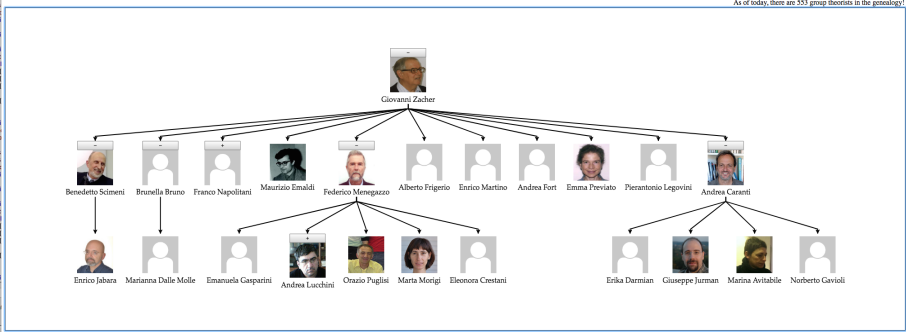 As of today, there are 553 group theorists in the genealogy!
Giovanni Zacher
Benedetto Scimemi
Brunella Bruno
Franco Napolitani
Maurizio Emaldi
Federico Menegazzo
Alberto Frigerio
Enrico Martino
Andrea Fort
Emma Previato
Pierantonio Legovini
Andrea Caranti
Enrico Jabara
Marianna Dalle Molle
Emanuela Gasparini
Andrea Lucchini
Orazio Puglisi
Marta Morigi
Eleonora Crestani
Erika Darmian
Giuseppe Jurman
Marina Avitabile
Norberto Gavioli